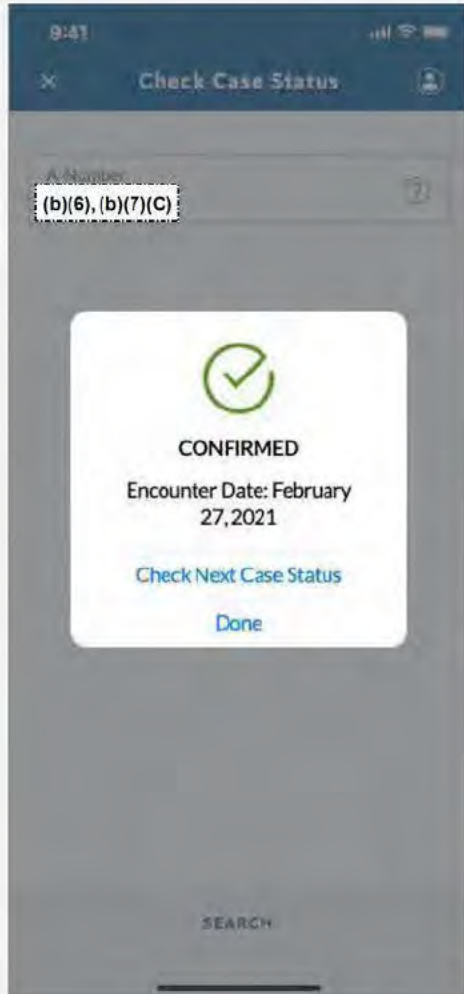 9:41
Check Case Status
A-Number
(b)(6), (b)(7)(C)
CONFIRMED
Encounter Date: February
27, 2021
Check Next Case Status
Done
SEARCH